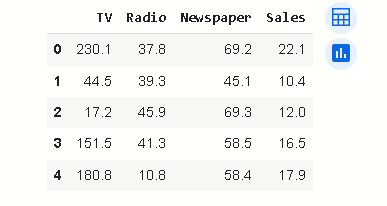 TV Radio Newspaper Sales
0 230.1 37.8 69.2 22.1
1 44.5 39.3 45.1 10.4
2 17.2 45.9 69.3 12.0
3 151.5 41.3 58.5 16.5
4 180.8 10.8 58.4 17.9